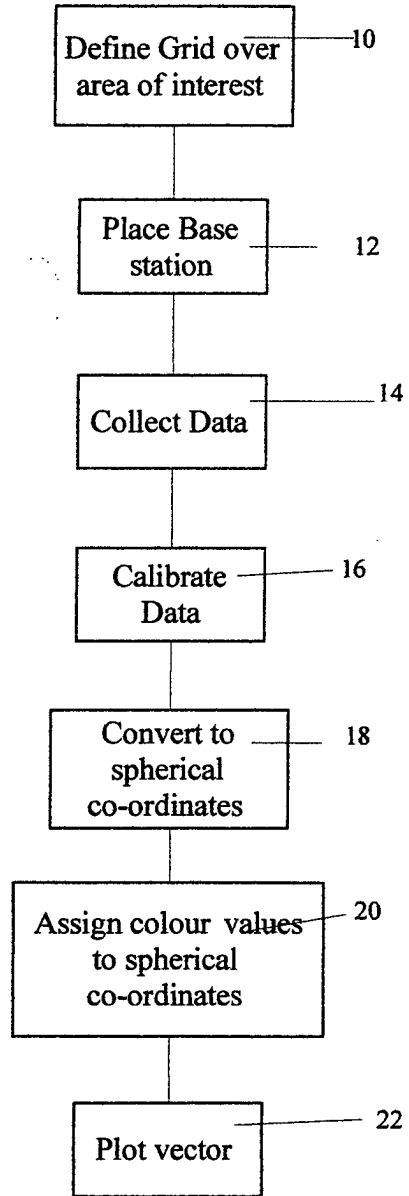 Define Grid over
area of interest
10
Place Base
station
12
Collect Data
14
Calibrate
Data
16
Convert to
spherical
co-ordinates
18
Assign colour values
to spherical
co-ordinates
20
Plot vector
22